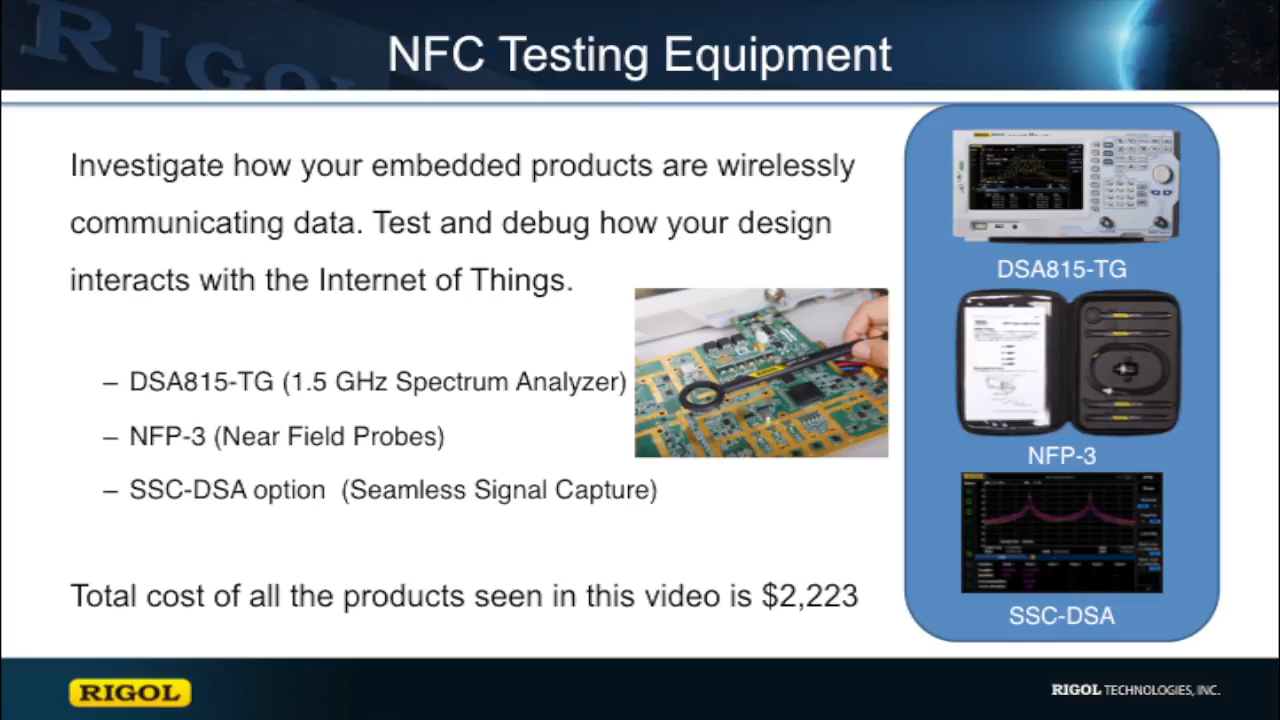 RIGOL
NFC Testing Equipment
Investigate how your embedded products are wirelessly
communicating data. Test and debug how your design
interacts with the Internet of Things.
– DSA815-TG (1.5 GHz Spectrum Analyzer)
– NFP-3 (Near Field Probes)
– SSC-DSA option (Seamless Signal Capture)
Total cost of all the products seen in this video is $2,223
DSA815-TG
NFP-3
SSC-DSA
RIGOL
RIGOL TECHNOLOGIES, INC.